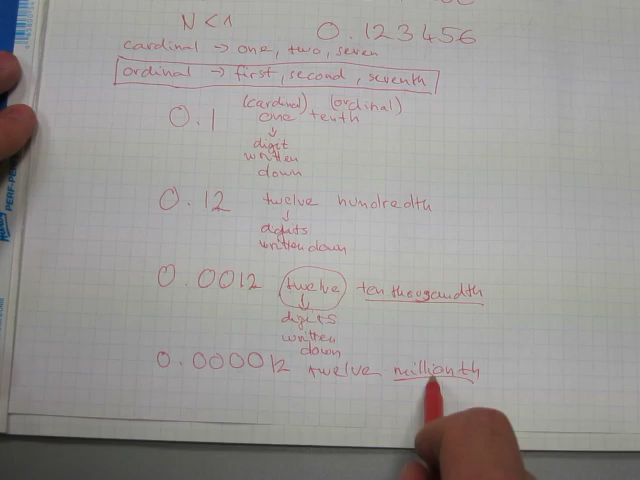 N < 1 0.123456
cardinal → one, two, seven
ordinal → first, second, seventh
(cardinal) (ordinal)
0.1 one tenth
↓
digit
written
down
0.12 twelve hundredth
↓
digits
written down
0.0012 twelve ten thousandth
↓
digits
written
down
0.000012 twelve millionth